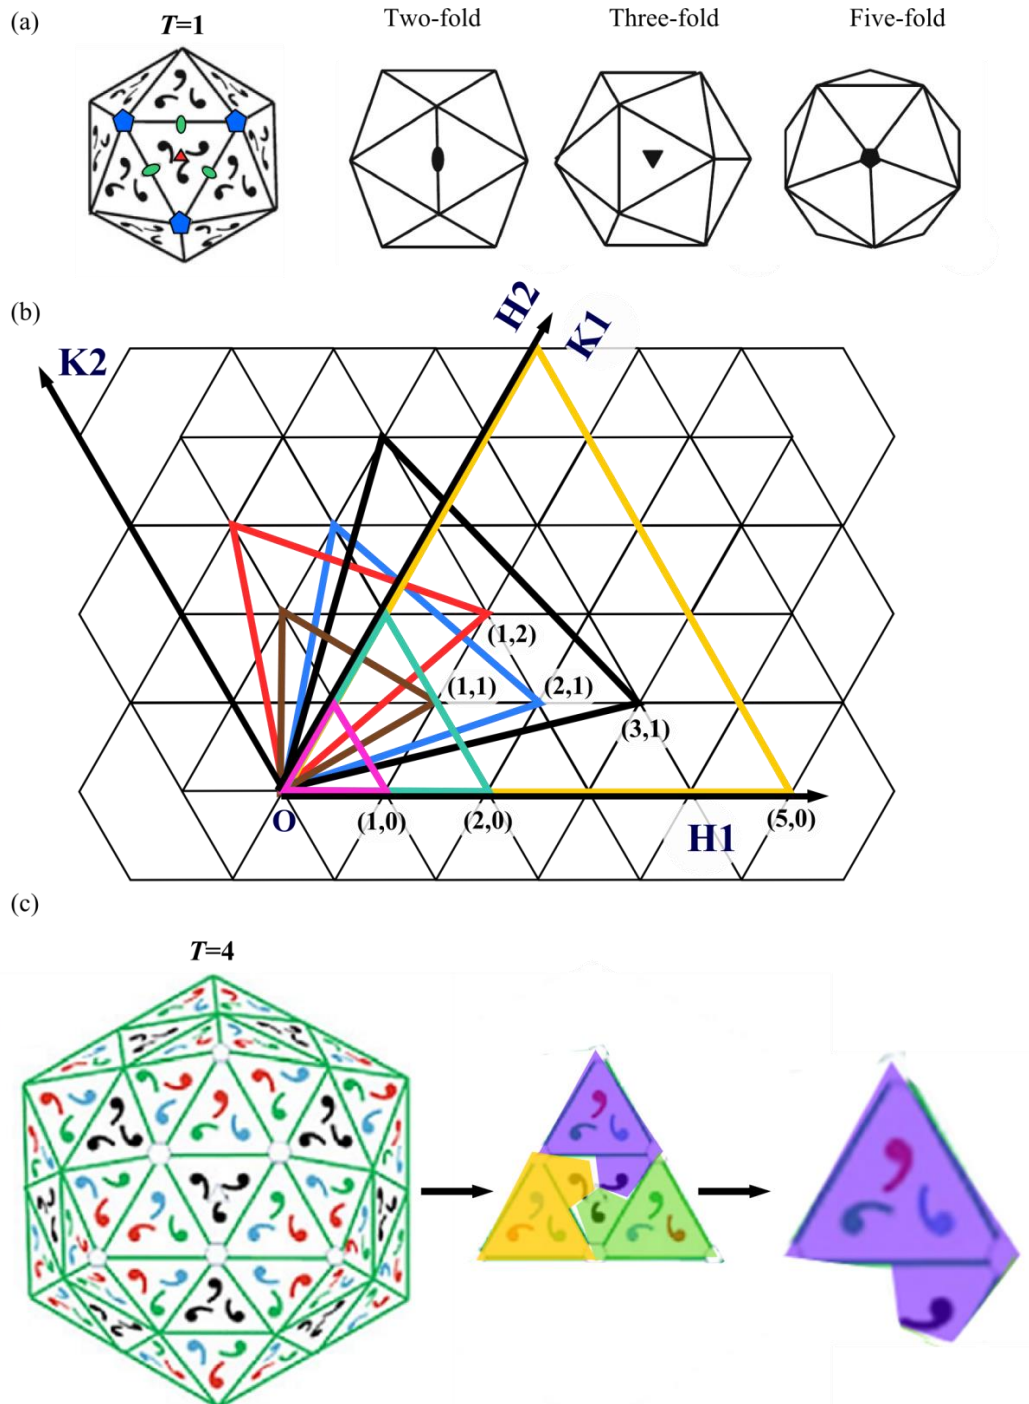 (a)
T=1
Two-fold
Three-fold
Five-fold
(b)
K2
H2
K1
(1,2)
(1,1)
(2,1)
(3,1)
O
(1,0)
(2,0)
H1
(5,0)
(c)
T=4